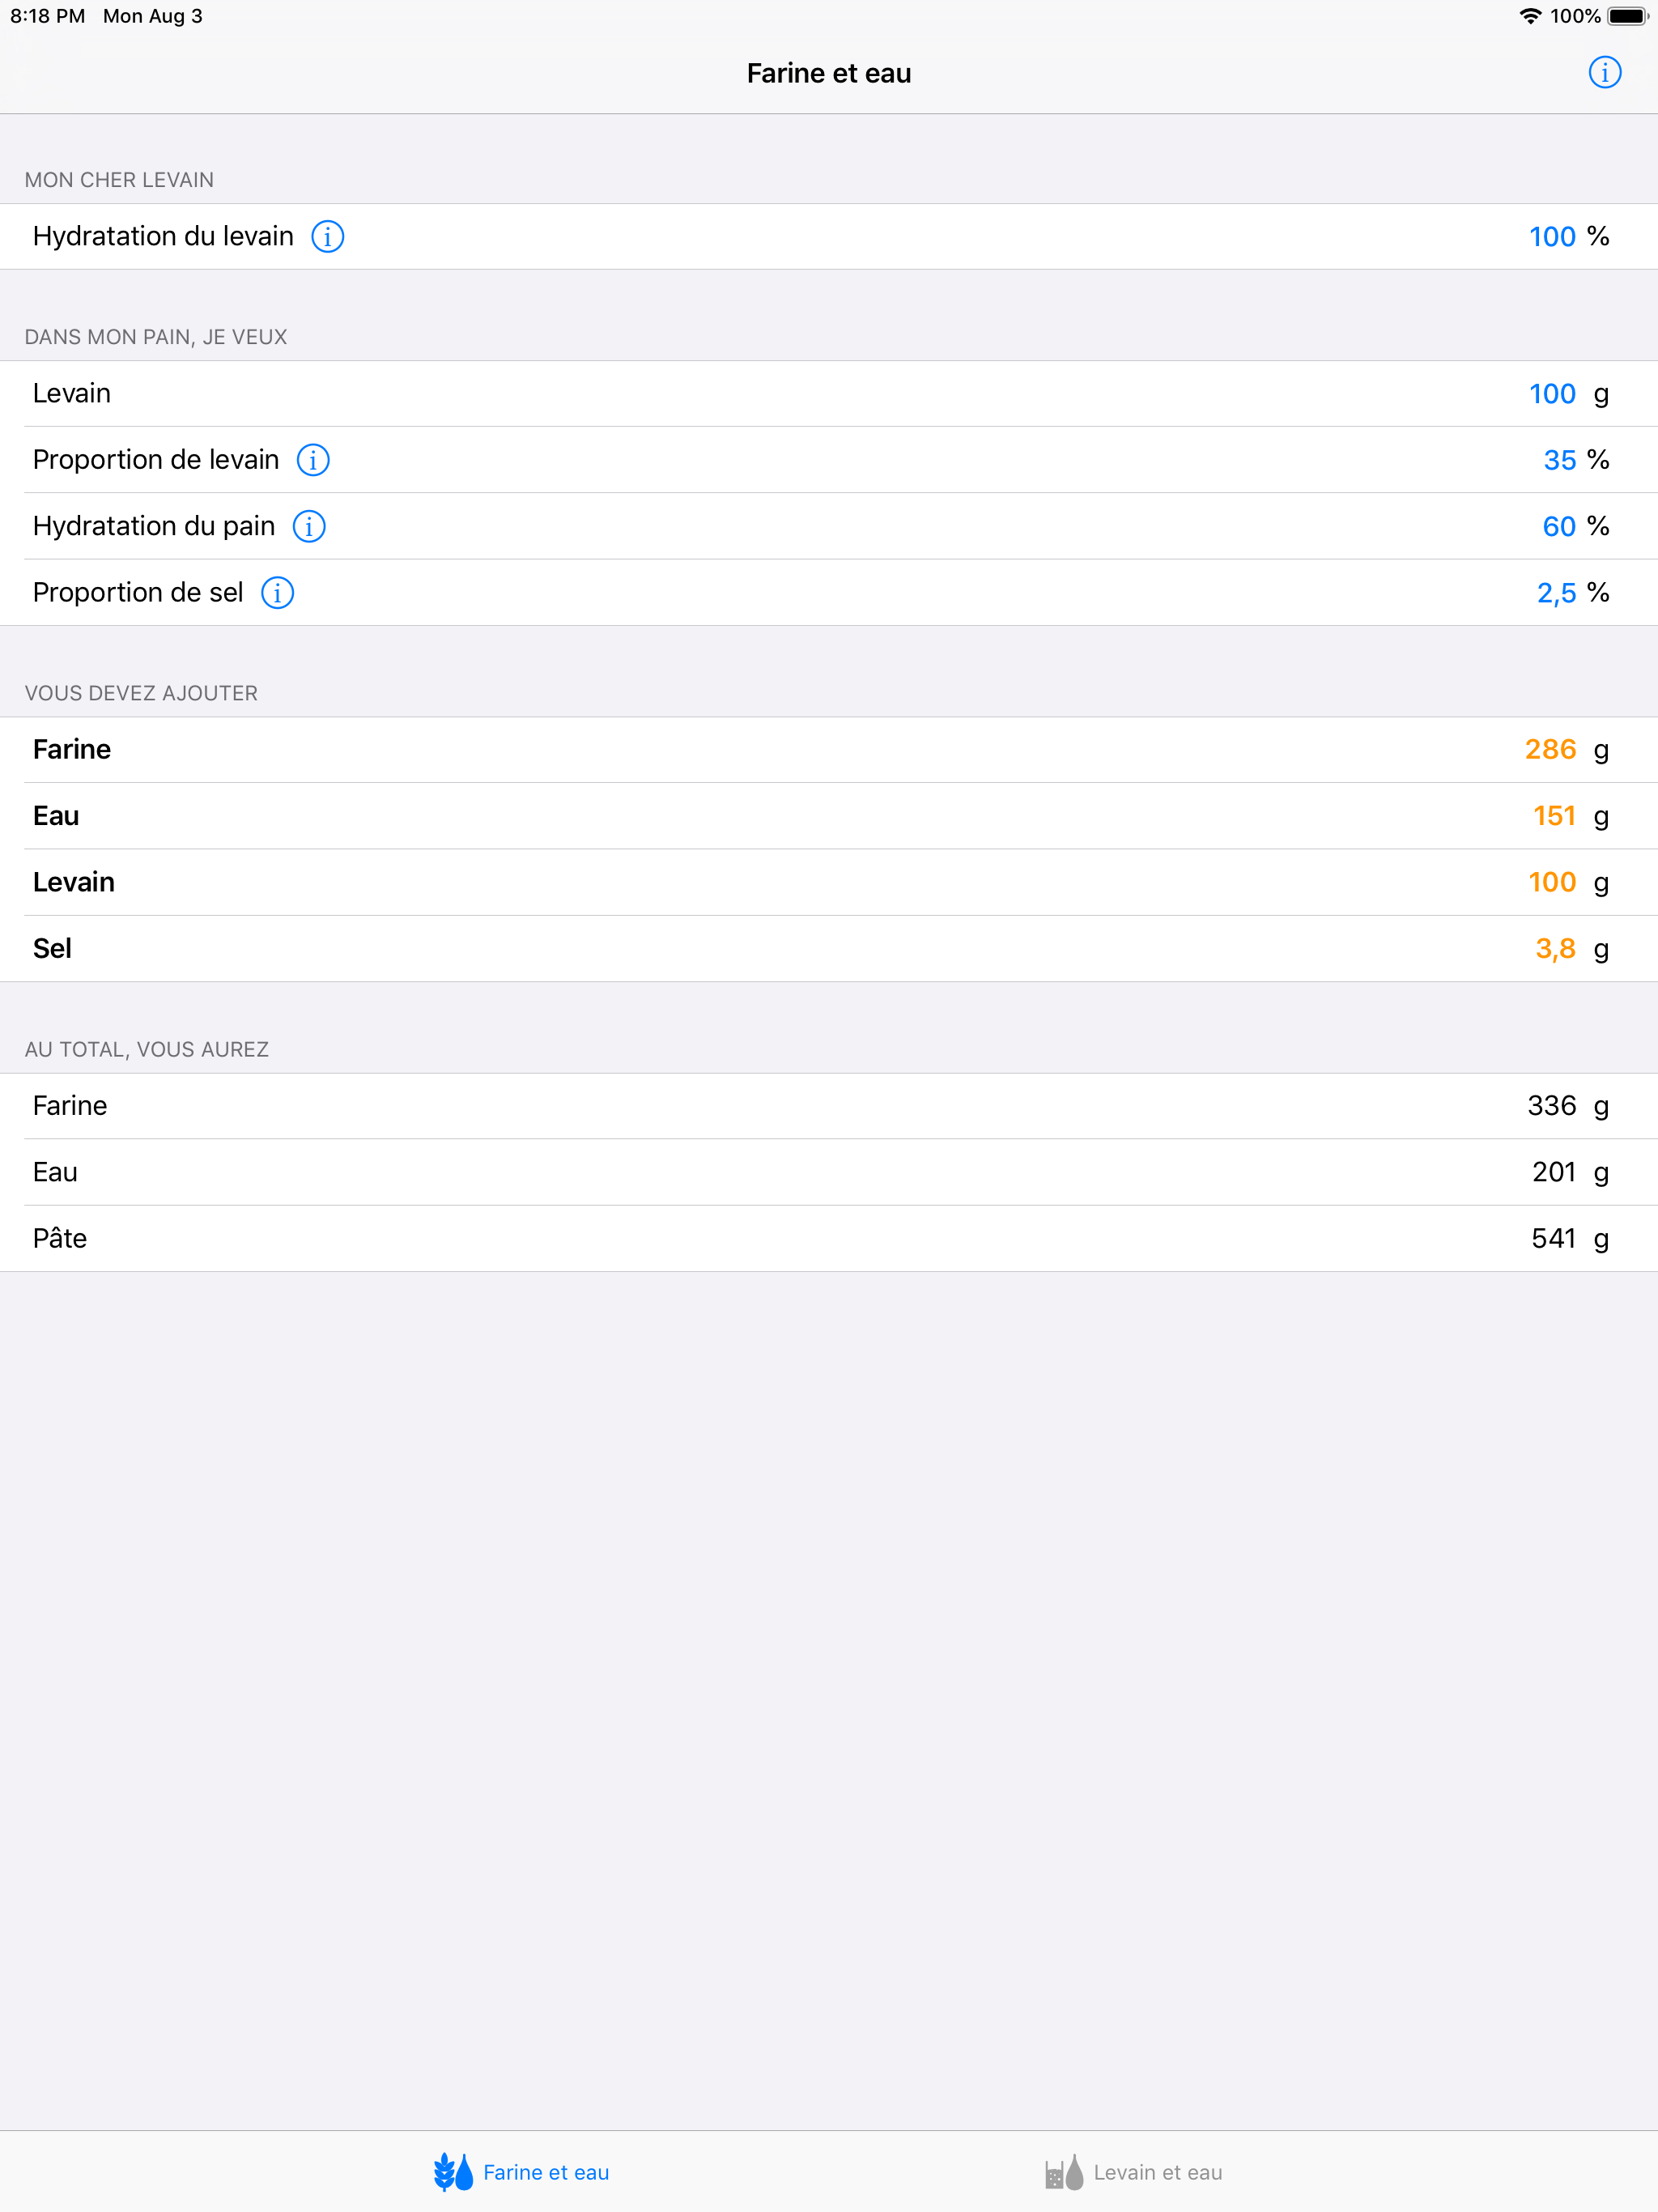 8:18 PM Mon Aug 3 100%
Farine et eau
MON CHER LEVAIN
Hydratation du levain 100 %
DANS MON PAIN, JE VEUX
Levain 100 g
Proportion de levain 35 %
Hydratation du pain 60 %
Proportion de sel 2,5 %
VOUS DEVEZ AJOUTER
Farine 286 g
Eau 151 g
Levain 100 g
Sel 3,8 g
AU TOTAL, VOUS AUREZ
Farine 336 g
Eau 201 g
Pâte 541 g
Farine et eau Levain et eau